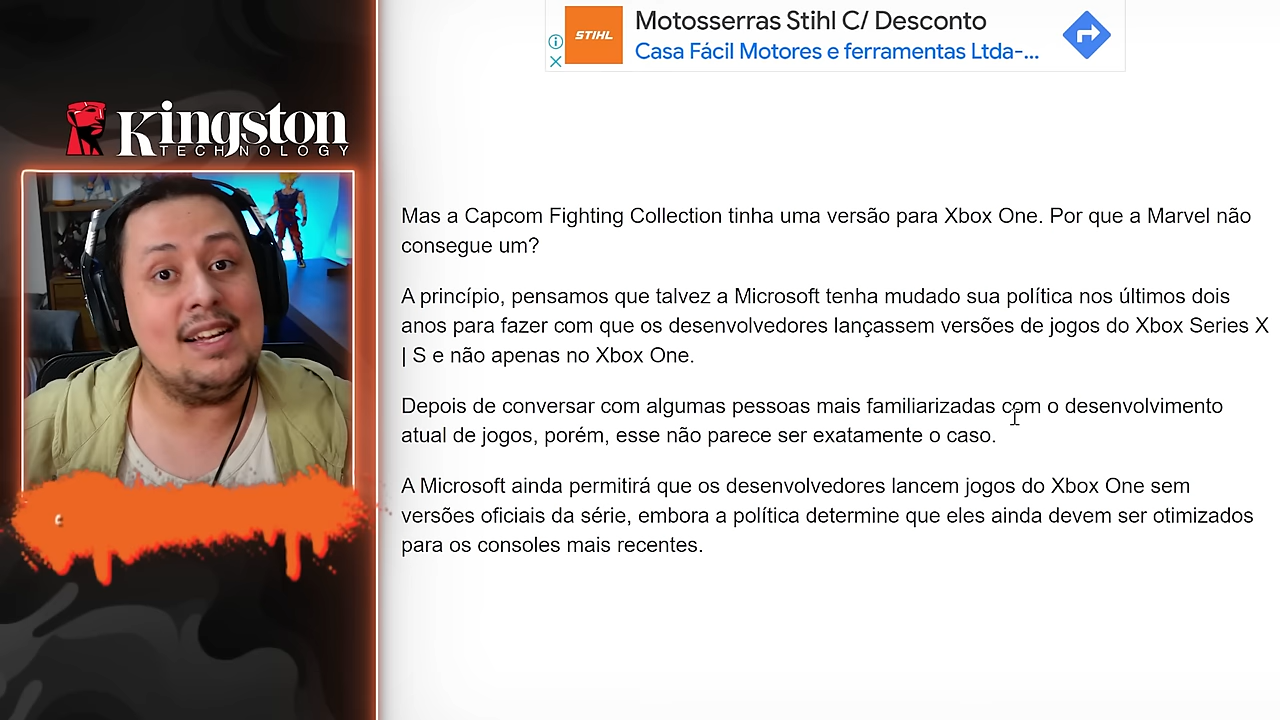 Motosserras Stihl C/ Desconto
STIHL
Casa Fácil Motores e ferramentas Ltda-...
Kingston
TECHNOLOGY
Mas a Capcom Fighting Collection tinha uma versão para Xbox One. Por que a Marvel não
consegue um?
A princípio, pensamos que talvez a Microsoft tenha mudado sua política nos últimos dois
anos para fazer com que os desenvolvedores lançassem versões de jogos do Xbox Series X
| S e não apenas no Xbox One.
Depois de conversar com algumas pessoas mais familiarizadas com o desenvolvimento
atual de jogos, porém, esse não parece ser exatamente o caso.
A Microsoft ainda permitirá que os desenvolvedores lancem jogos do Xbox One sem
versões oficiais da série, embora a política determine que eles ainda devem ser otimizados
para os consoles mais recentes.